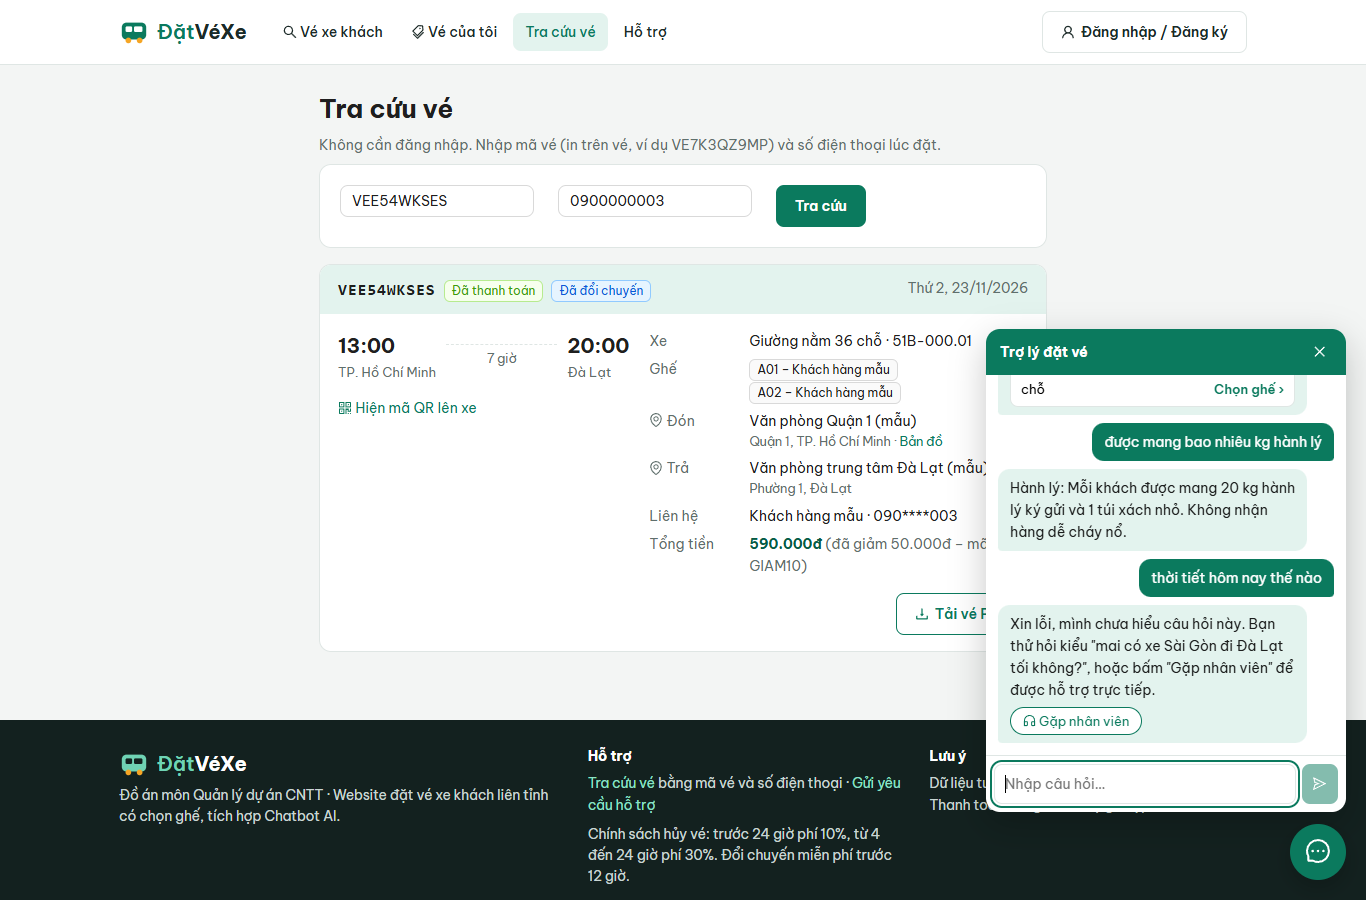 ĐặtVéXe
Vé xe khách
Vé của tôi
Tra cứu vé
Hỗ trợ
Đăng nhập / Đăng ký
Tra cứu vé
Không cần đăng nhập. Nhập mã vé (in trên vé, ví dụ VE7K3QZ9MP) và số điện thoại lúc đặt.
VEE54WKSES
0900000003
Tra cứu
VEE54WKSES
Đã thanh toán
Đã đổi chuyến
Thứ 2, 23/11/2026
13:00
7 giờ
20:00
TP. Hồ Chí Minh
Đà Lạt
Hiện mã QR lên xe
Xe
Giường nằm 36 chỗ · 51B-000.01
Ghế
A01 – Khách hàng mẫu
A02 – Khách hàng mẫu
Đón
Văn phòng Quận 1 (mẫu)
Quận 1, TP. Hồ Chí Minh · Bản đồ
Trả
Văn phòng trung tâm Đà Lạt (mẫu)
Phường 1, Đà Lạt
Liên hệ
Khách hàng mẫu · 090****003
Tổng tiền
590.000đ (đã giảm 50.000đ – mã
GIAM10)
Tải vé
Trợ lý đặt vé
chỗ
Chọn ghế ›
được mang bao nhiêu kg hành lý
Hành lý: Mỗi khách được mang 20 kg hành
lý ký gửi và 1 túi xách nhỏ. Không nhận
hàng dễ cháy nổ.
thời tiết hôm nay thế nào
Xin lỗi, mình chưa hiểu câu hỏi này. Bạn
thử hỏi kiểu "mai có xe Sài Gòn đi Đà Lạt
tối không?", hoặc bấm "Gặp nhân viên" để
được hỗ trợ trực tiếp.
Gặp nhân viên
Nhập câu hỏi...
ĐặtVéXe
Đồ án môn Quản lý dự án CNTT · Website đặt vé xe khách liên tỉnh
có chọn ghế, tích hợp Chatbot AI.
Hỗ trợ
Tra cứu vé bằng mã vé và số điện thoại · Gửi yêu
cầu hỗ trợ
Chính sách hủy vé: trước 24 giờ phí 10%, từ 4
đến 24 giờ phí 30%. Đổi chuyến miễn phí trước
12 giờ.
Lưu ý
Dữ liệu
Thanh